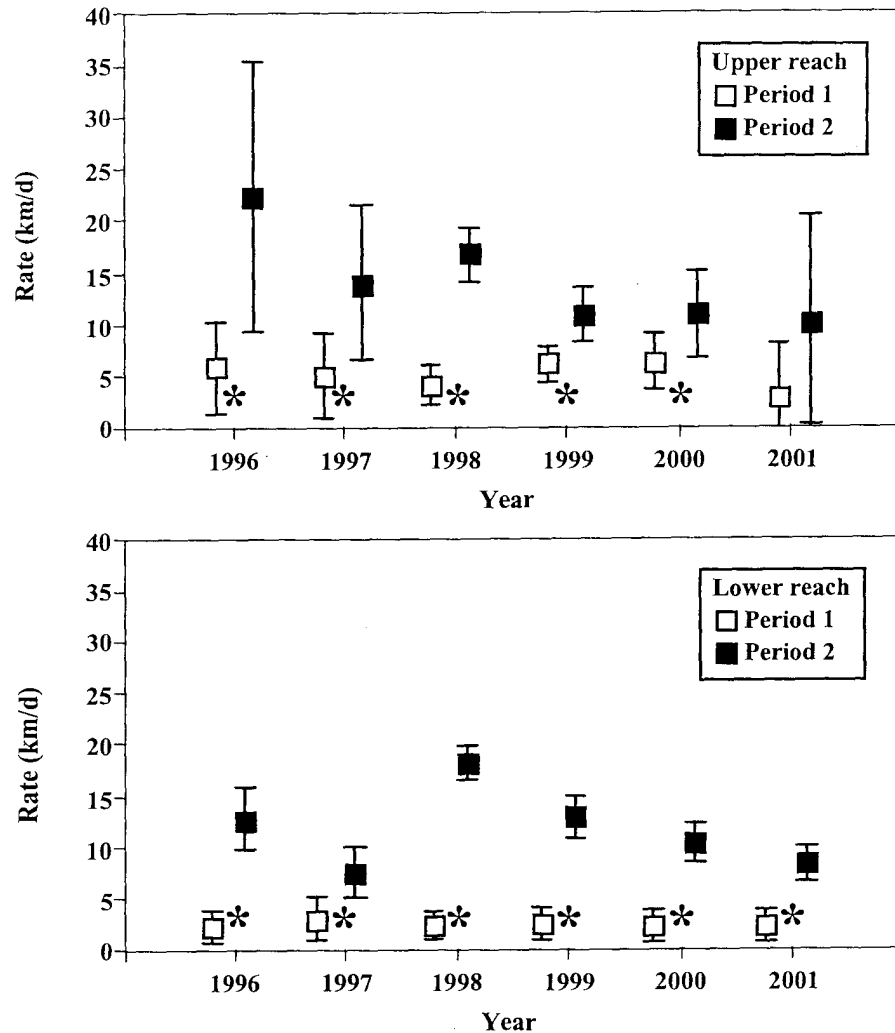 40
35
30
25
20
15
10
5
0
Rate (km/d)
Upper reach
Period 1
Period 2
* * * * *
1996 1997 1998 1999 2000 2001
Year
40
35
30
25
20
15
10
5
0
Rate (km/d)
Lower reach
Period 1
Period 2
* * * * * *
1996 1997 1998 1999 2000 2001
Year